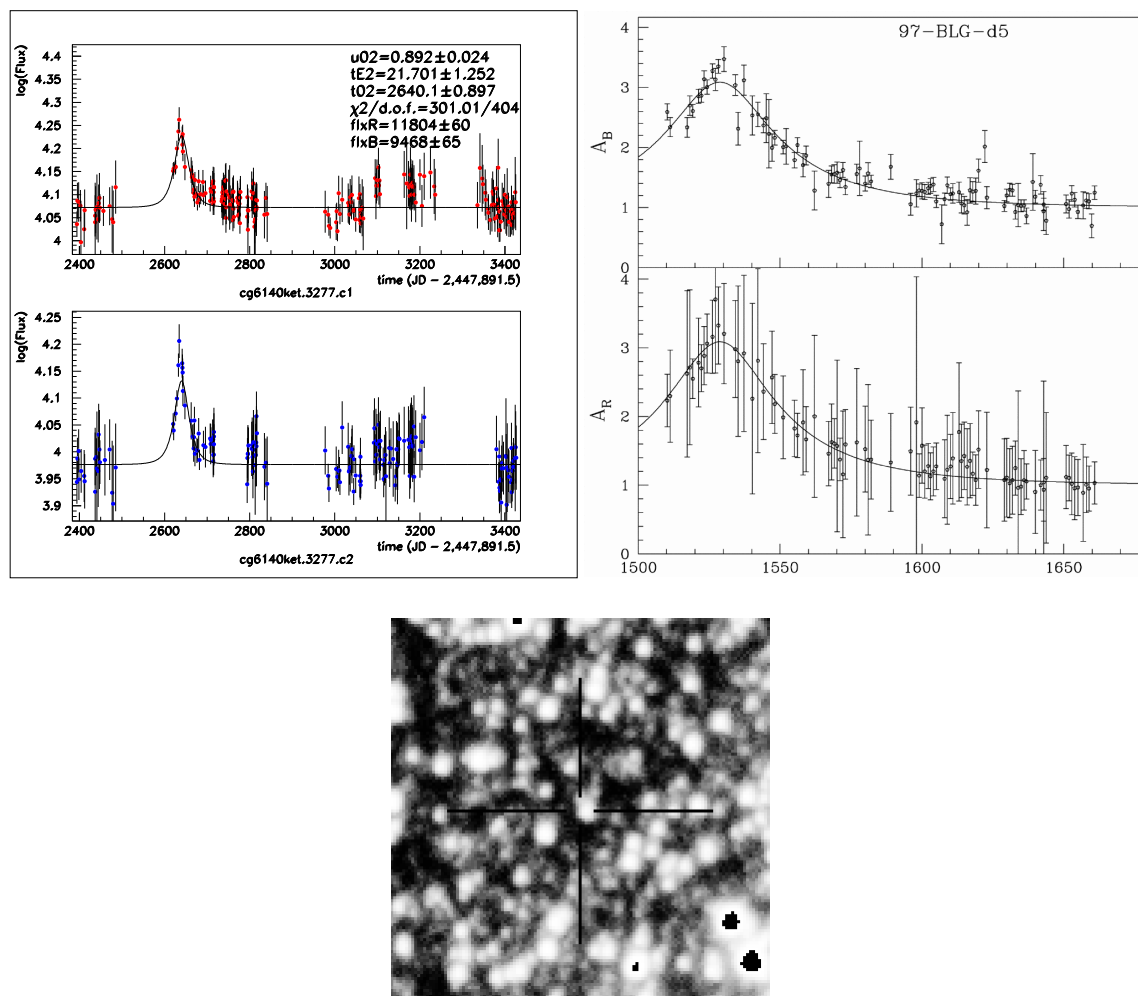 log(Flux)
4.4
4.35
4.3
4.25
4.2
4.15
4.1
4.05
4
u02=0.892±0.024
tE2=21.701±1.252
t02=2640.1±0.897
χ2/d.o.f.=301.01/404
flxR=11804±60
flxB=9468±65
2400 2600 2800 3000 3200 3400
time (JD - 2,447,891.5)
cg6140ket.3277.c1
log(Flux)
4.25
4.2
4.15
4.1
4.05
4
3.95
3.9
2400 2600 2800 3000 3200 3400
time (JD - 2,447,891.5)
cg6140ket.3277.c2
97-BLG-d5
A_B
4
3
2
1
0
A_R
4
3
2
1
0
1500 1550 1600 1650